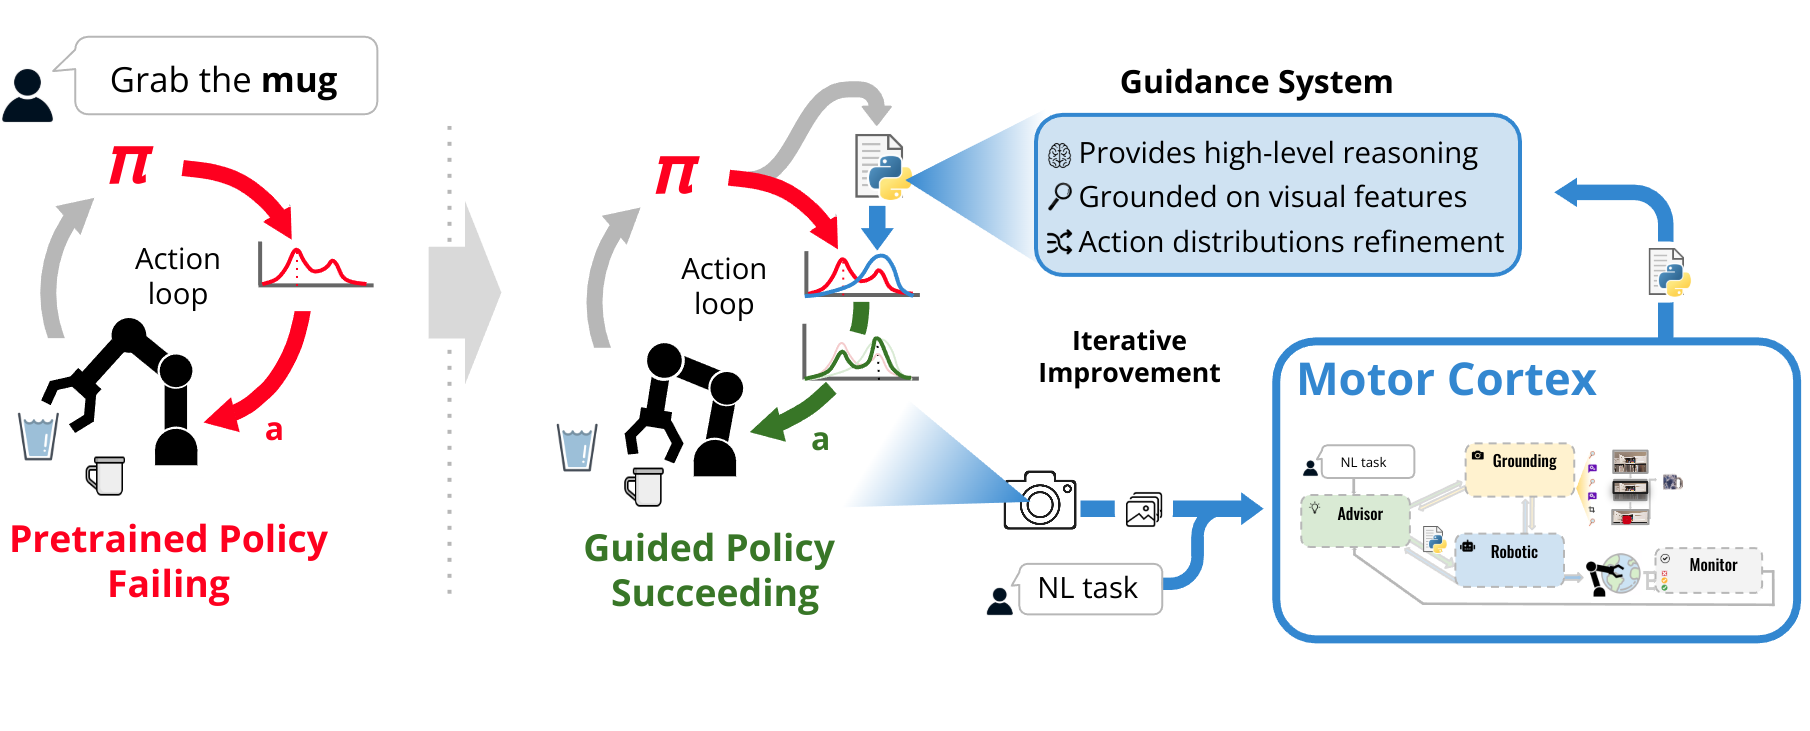 Grab the mug
π
Action
loop
a
Pretrained Policy
Failing
π
Action
loop
a
Guided Policy
Succeeding
Guidance System
Provides high-level reasoning
Grounded on visual features
Action distributions refinement
Iterative
Improvement
NL task
Motor Cortex
NL task
Grounding
Advisor
Robotic
Monitor